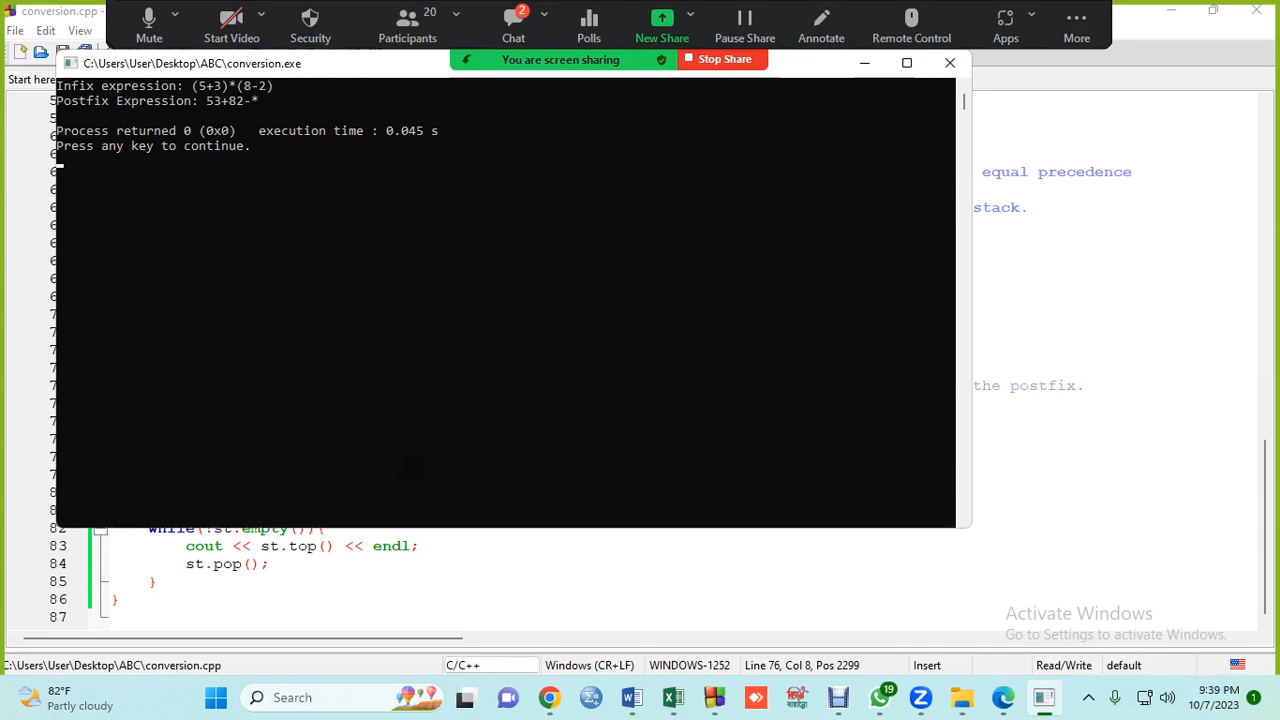 conversion.cpp -
File Edit View
Start here
Mute Start Video Security Participants 20 Chat 2 Polls New Share Pause Share Annotate Remote Control Apps More
You are screen sharing Stop Share
C:\Users\User\Desktop\ABC\conversion.exe
Infix expression: (5+3)*(8-2)
Postfix Expression: 53+82-*
Process returned 0 (0x0)   execution time : 0.045 s
Press any key to continue.
equal precedence
stack.
the postfix.
82 while(!st.empty()){
83 cout << st.top() << endl;
84 st.pop();
85 }
86 }
87
Activate Windows
Go to Settings to activate Windows.
C:\Users\User\Desktop\ABC\conversion.cpp C/C++ Windows (CR+LF) WINDOWS-1252 Line 76, Col 8, Pos 2299 Insert Read/Write default
82°F
Partly cloudy
Search
19
9:39 PM
10/7/2023
1